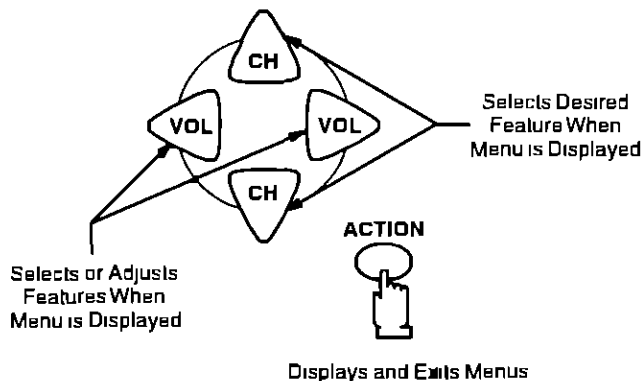 CH
VOL
VOL
CH
Selects Desired
Feature When
Menu is Displayed
ACTION
Selects or Adjusts
Features When
Menu is Displayed
Displays and Exits Menus